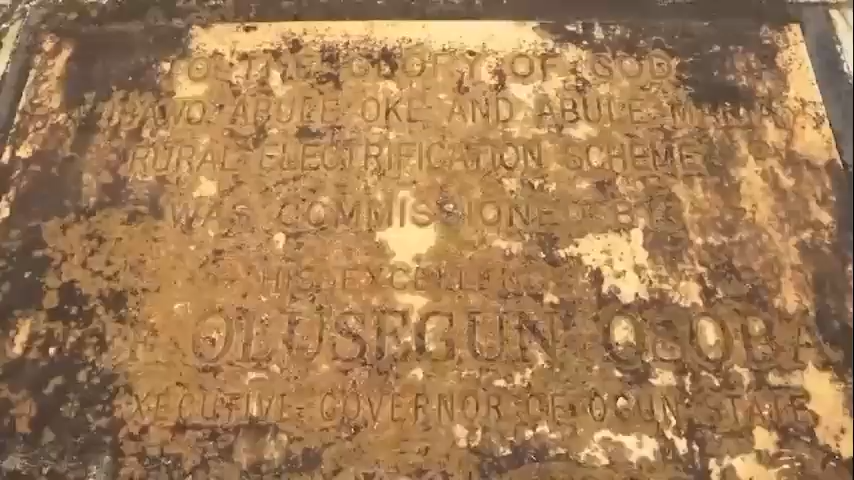 TO THE GLORY OF GOD
AWO ABULE OKE AND ABULE
RURAL ELECTRIFICATION SCHEME
WAS COMMISSIONED BY
HIS EXCELLENCY
OLUSEGUN OSOBA
EXECUTIVE GOVERNOR OF OGUN STATE